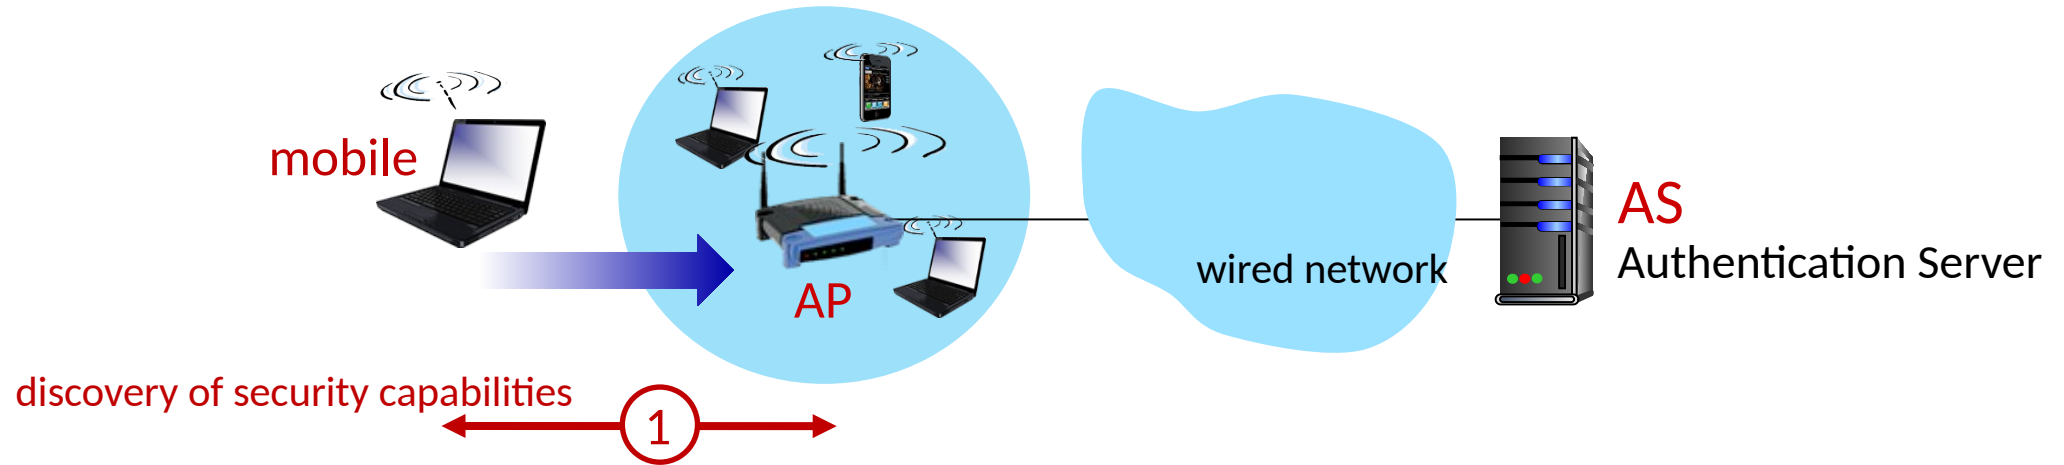 mobile
AP
wired network
AS
Authentication Server
discovery of security capabilities
1